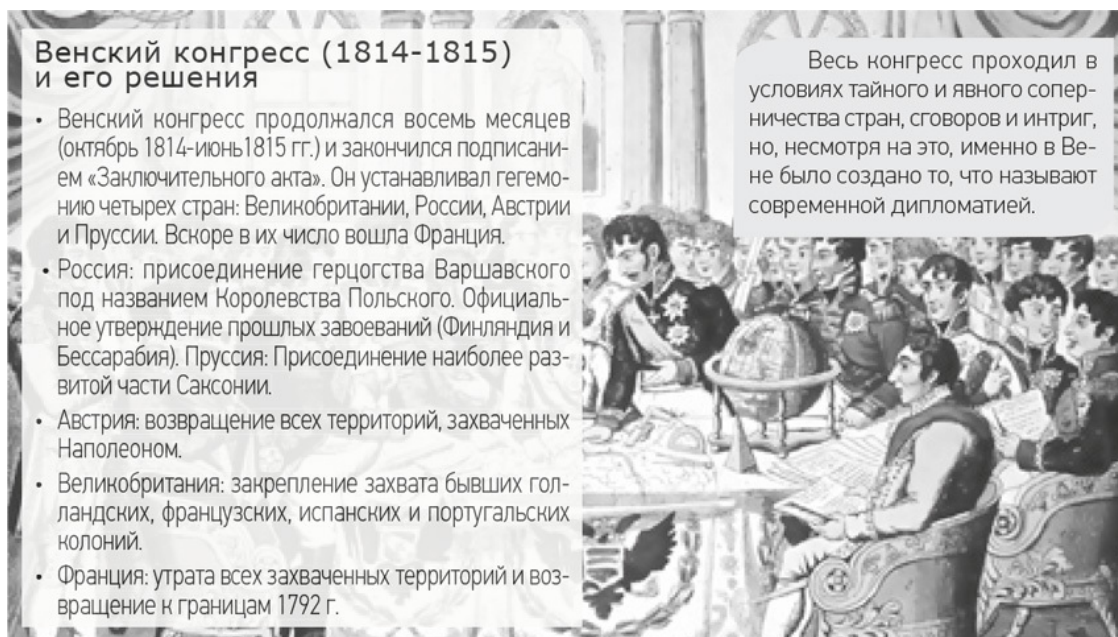 Венский конгресс (1814-1815)
и его решения
• Венский конгресс продолжался восемь месяцев
(октябрь 1814-июнь1815 гг.) и закончился подписани-
ем «Заключительного акта». Он устанавливал гегемо-
нию четырех стран: Великобритании, России, Австрии
и Пруссии. Вскоре в их число вошла Франция.
• Россия: присоединение герцогства Варшавского
под названием Королевства Польского. Официаль-
ное утверждение прошлых завоеваний (Финляндия и
Бессарабия). Пруссия: Присоединение наиболее раз-
витой части Саксонии.
• Австрия: возвращение всех территорий, захваченных
Наполеоном.
• Великобритания: закрепление захвата бывших гол-
ландских, французских, испанских и португальских
колоний.
• Франция: утрата всех захваченных территорий и воз-
вращение к границам 1792 г.
Весь конгресс проходил в
условиях тайного и явного сопер-
ничества стран, сговоров и интриг,
но, несмотря на это, именно в Ве-
не было создано то, что называют
современной дипломатией.